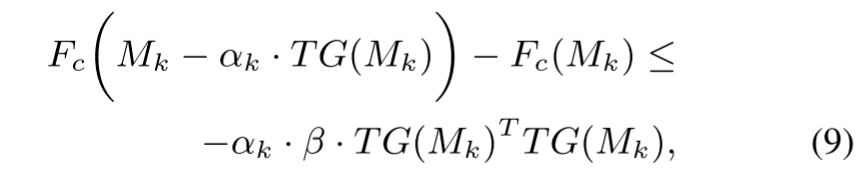 F_c(M_k − α_k · TG(M_k)) − F_c(M_k) ≤
−α_k · β · TG(M_k)^T TG(M_k), (9)